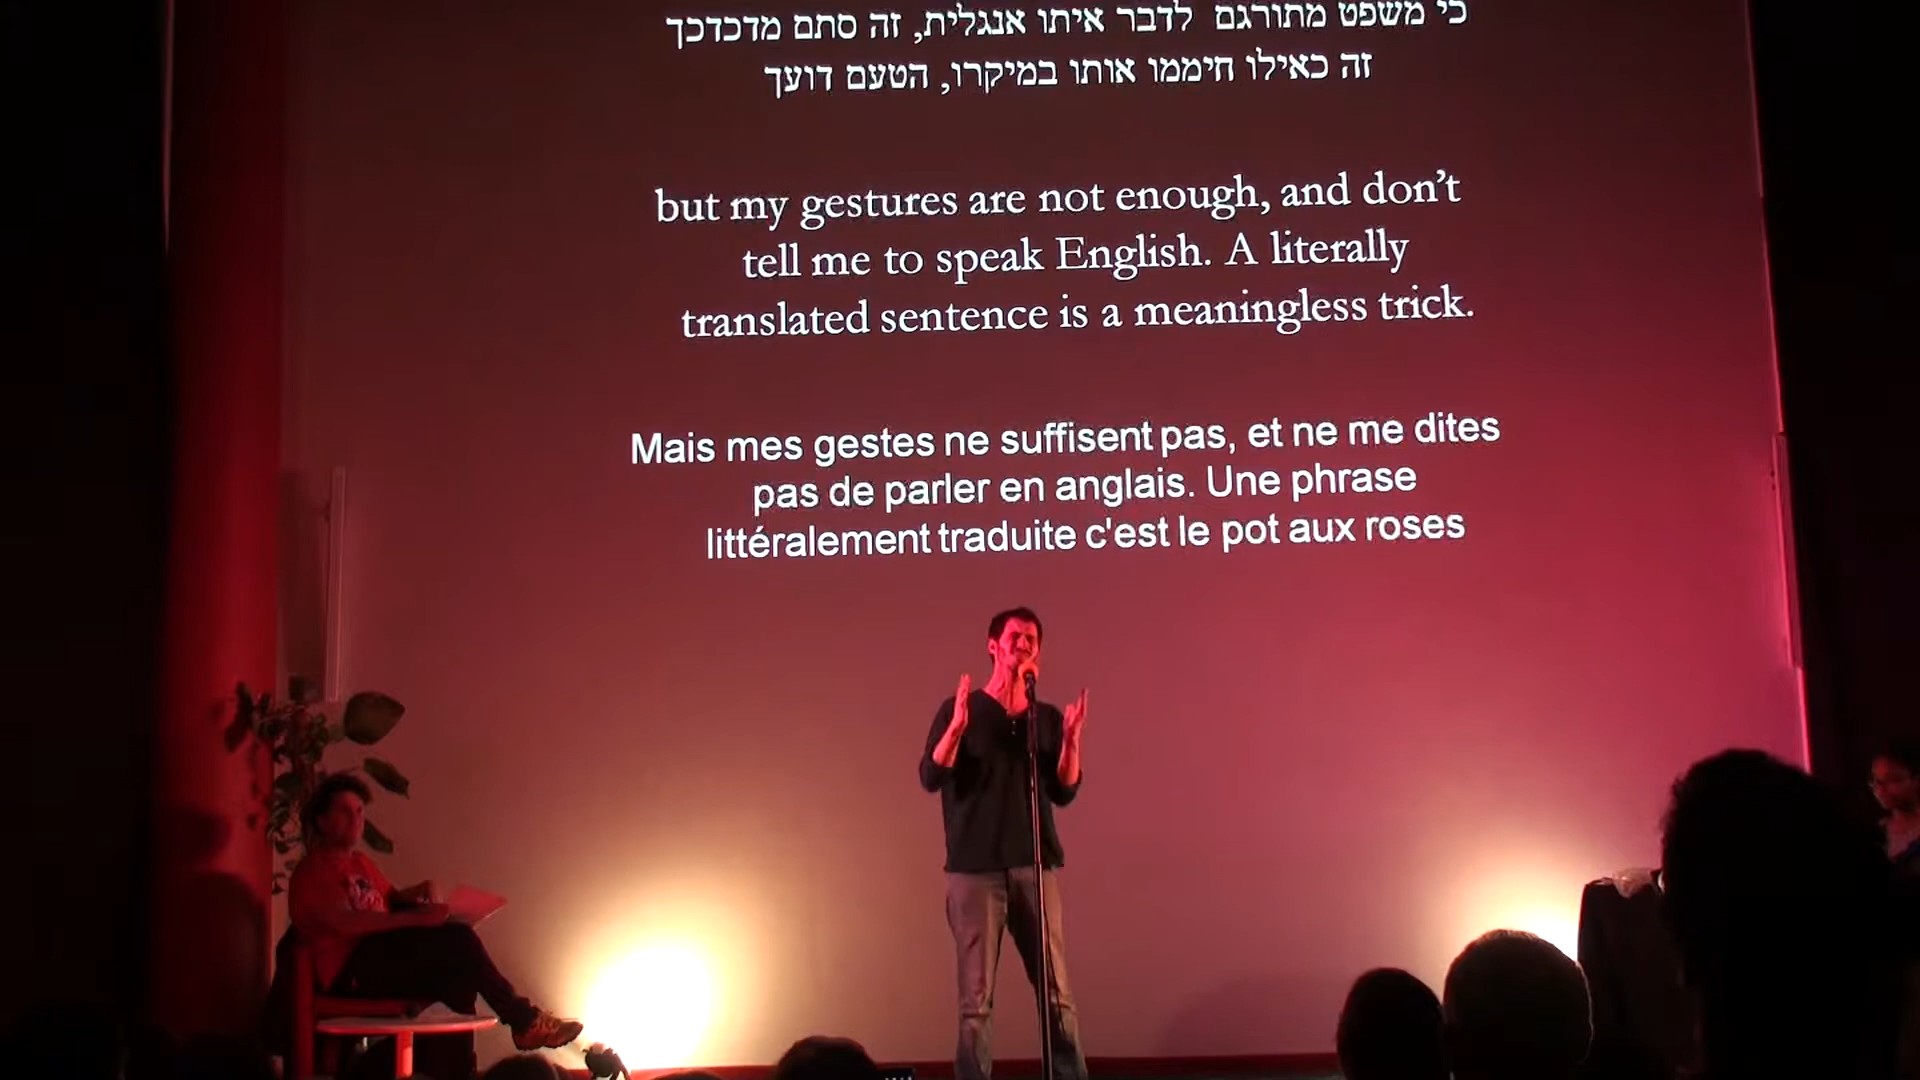 כי משפט מתורגם לדבר איתו אנגלית, זה סתם מדכדכך
זה כאילו חיממו אותו במיקרו, הטעם דועך
but my gestures are not enough, and don’t
tell me to speak English. A literally
translated sentence is a meaningless trick.
Mais mes gestes ne suffisent pas, et ne me dites
pas de parler en anglais. Une phrase
littéralement traduite c'est le pot aux roses